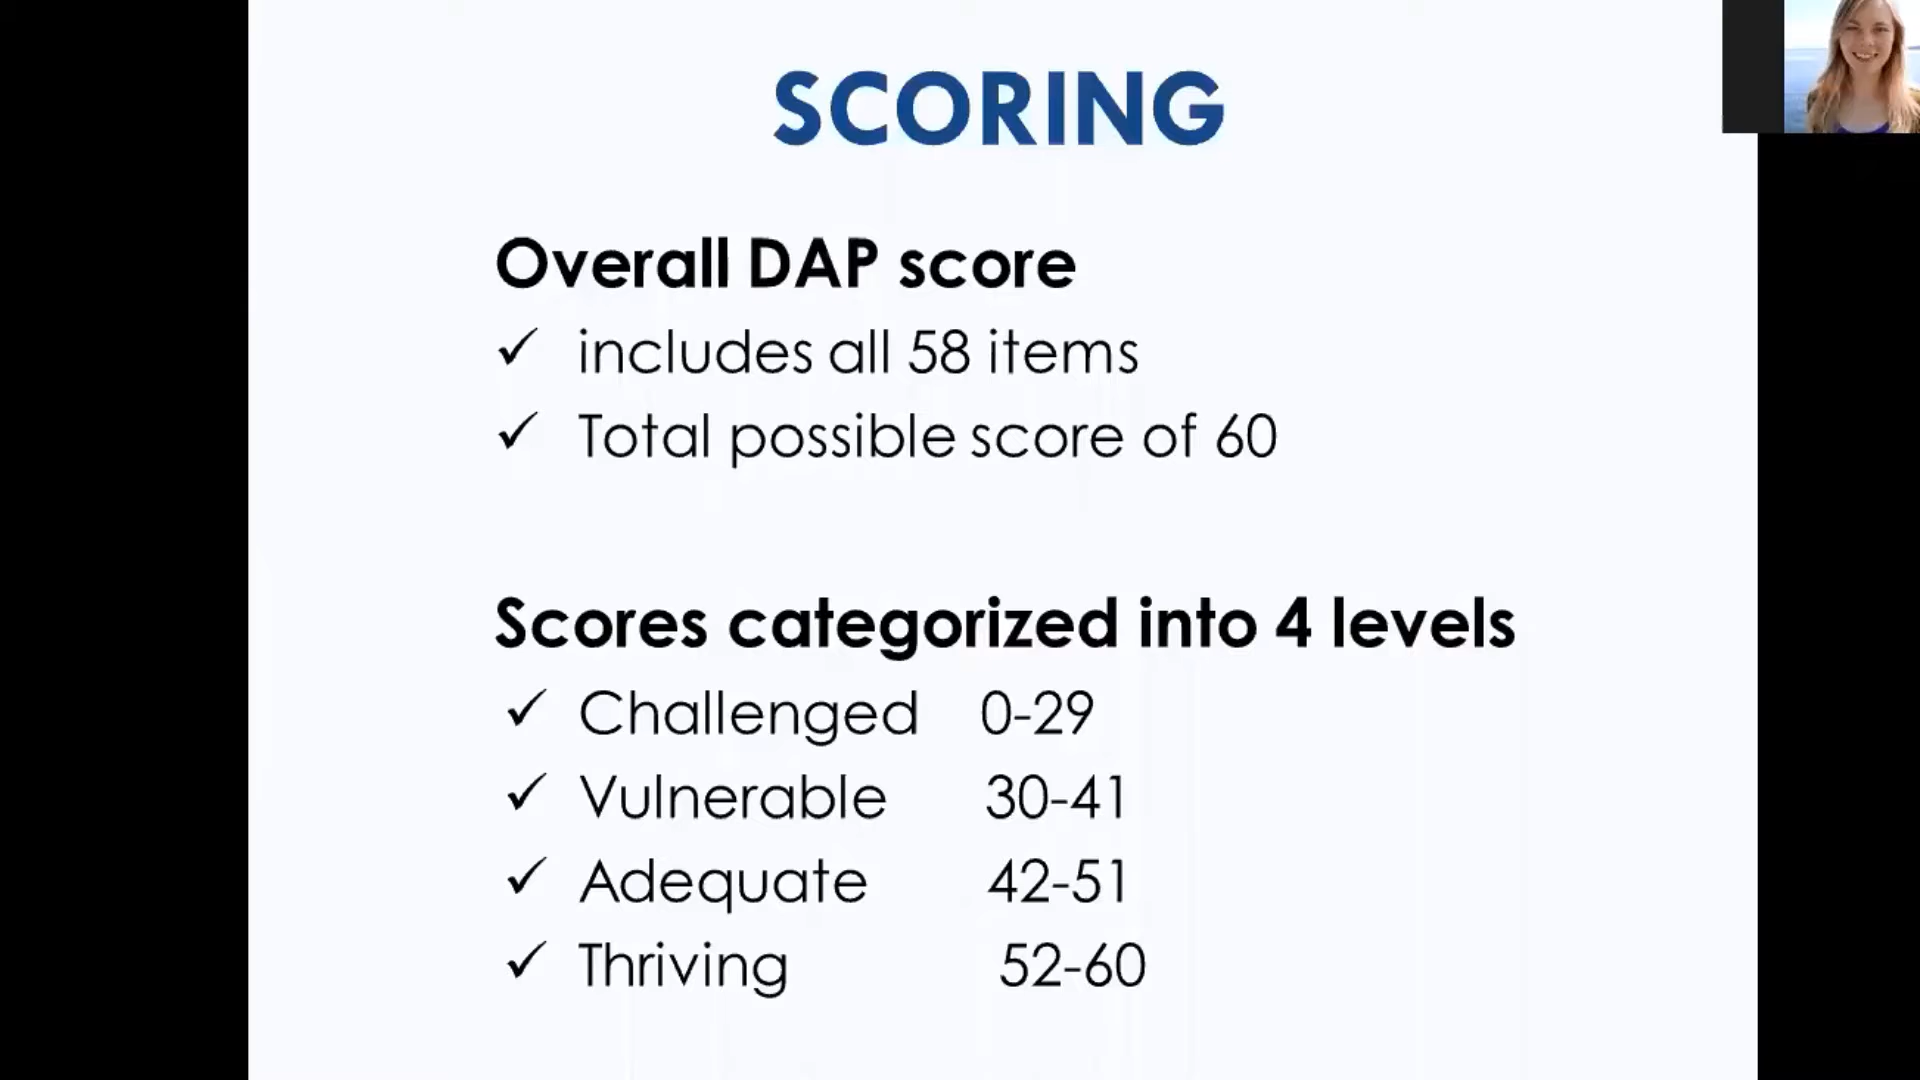 SCORING
Overall DAP score
✓ includes all 58 items
✓ Total possible score of 60
Scores categorized into 4 levels
✓ Challenged 0-29
✓ Vulnerable 30-41
✓ Adequate 42-51
✓ Thriving 52-60